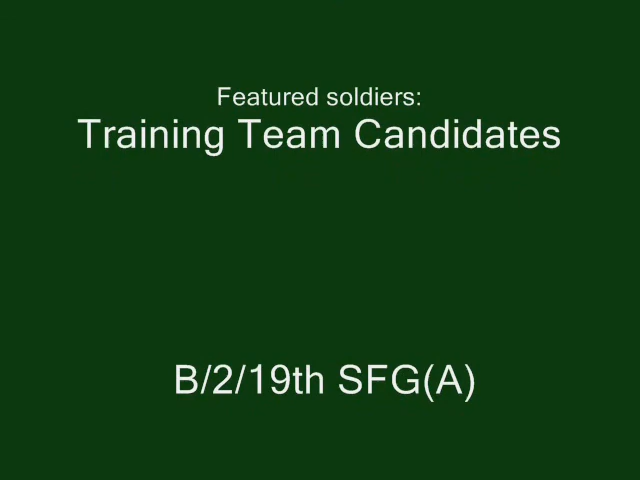 Featured soldiers:
Training Team Candidates
B/2/19th SFG(A)